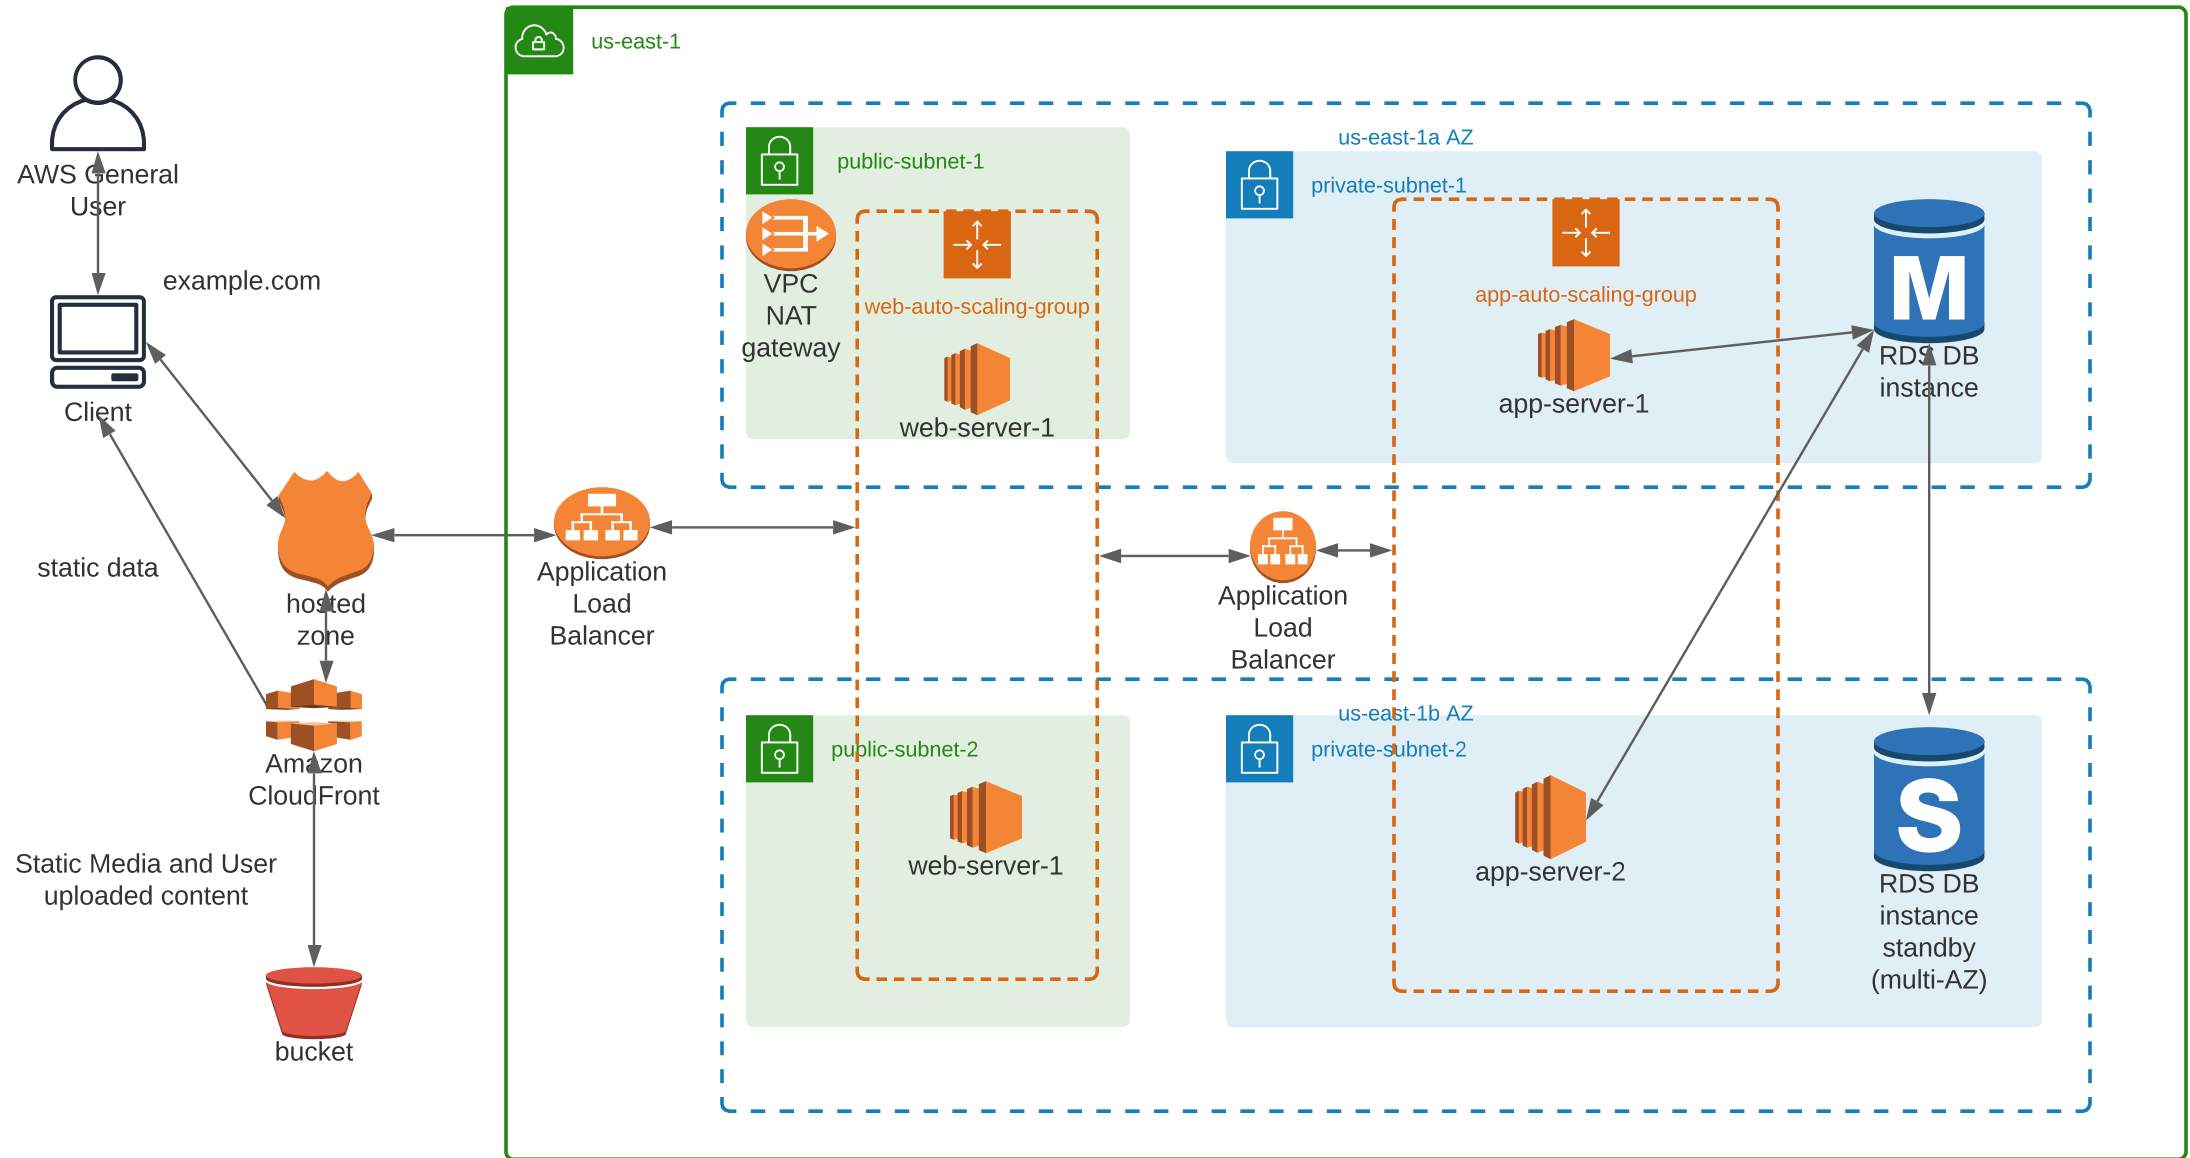 us-east-1
AWS General
User
example.com
Client
static data
hosted
zone
Amazon
CloudFront
Static Media and User
uploaded content
bucket
Application
Load
Balancer
us-east-1a AZ
public-subnet-1
VPC
NAT
gateway
web-auto-scaling-group
web-server-1
private-subnet-1
app-auto-scaling-group
app-server-1
M
RDS DB
instance
Application
Load
Balancer
us-east-1b AZ
public-subnet-2
web-server-1
private-subnet-2
app-server-2
S
RDS DB
instance
standby
(multi-AZ)